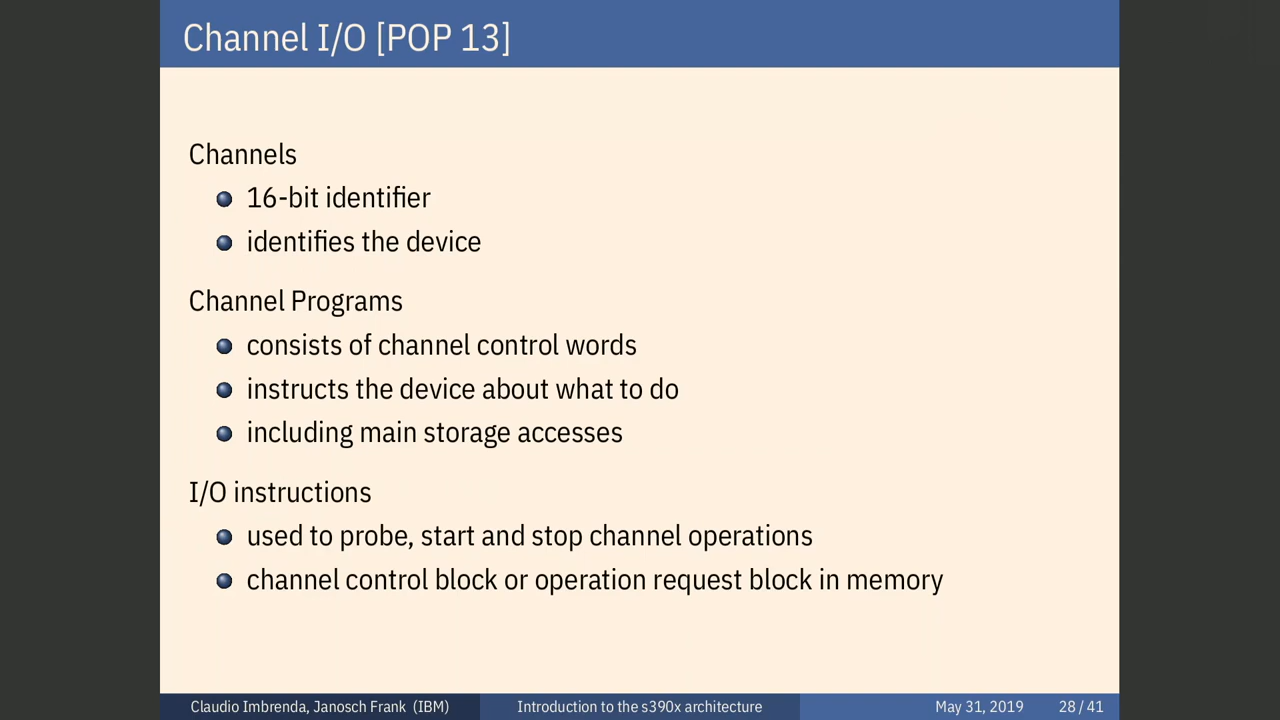 Channel I/O [POP 13]
Channels
16-bit identifier
identifies the device
Channel Programs
consists of channel control words
instructs the device about what to do
including main storage accesses
I/O instructions
used to probe, start and stop channel operations
channel control block or operation request block in memory
Claudio Imbrenda, Janosch Frank (IBM) Introduction to the s390x architecture May 31, 2019 28 / 41